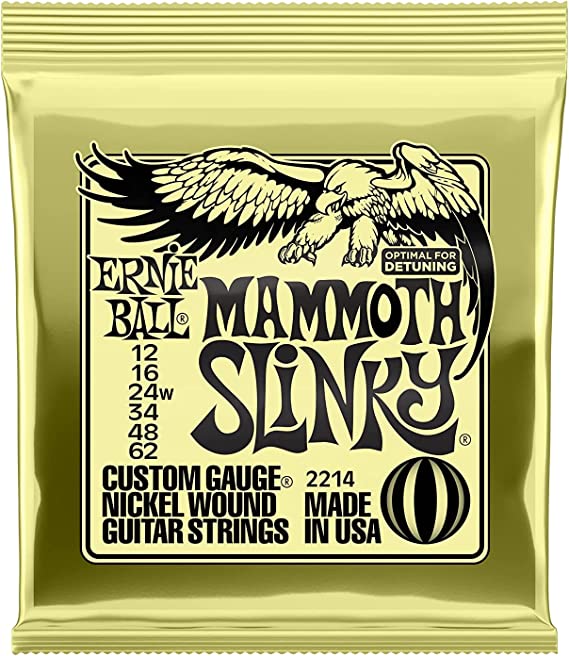 OPTIMAL FOR
DETUNING
ERNIE
BALL®
MAMMOTH
SLINKY®
12
16
24w
34
48
62
CUSTOM GAUGE®
NICKEL WOUND
GUITAR STRINGS
2214
MADE
IN USA